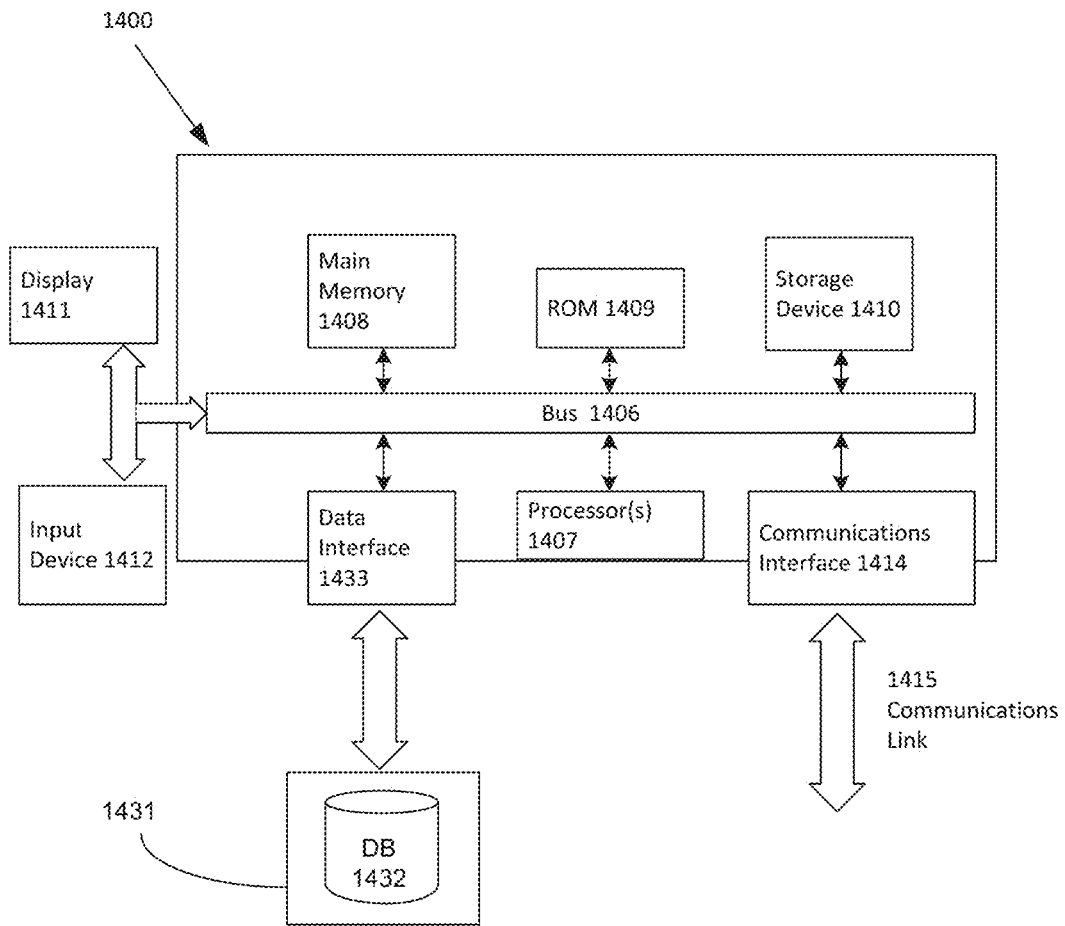 1400
Display
1411
Main
Memory
1408
ROM 1409
Storage
Device 1410
Bus 1406
Input
Device 1412
Data
Interface
1433
Processor(s)
1407
Communications
Interface 1414
1415
Communications
Link
1431
DB
1432